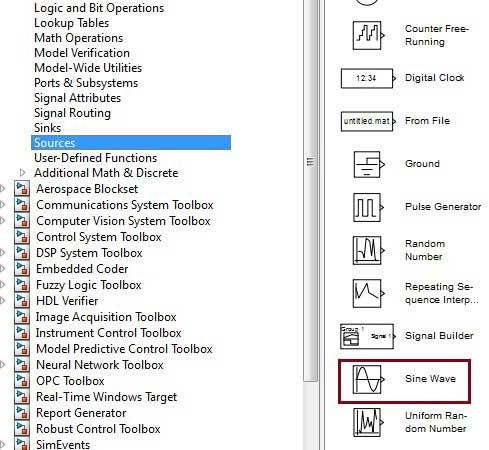 Logic and Bit Operations
Lookup Tables
Math Operations
Model Verification
Model-Wide Utilities
Ports & Subsystems
Signal Attributes
Signal Routing
Sinks
Sources
User-Defined Functions
Additional Math & Discrete
Aerospace Blockset
Communications System Toolbox
Computer Vision System Toolbox
Control System Toolbox
DSP System Toolbox
Embedded Coder
Fuzzy Logic Toolbox
HDL Verifier
Image Acquisition Toolbox
Instrument Control Toolbox
Model Predictive Control Toolbox
Neural Network Toolbox
OPC Toolbox
Real-Time Windows Target
Report Generator
Robust Control Toolbox
SimEvents
Counter Free-
Running
12:34
Digital Clock
untitled.mat
From File
Ground
Pulse Generator
Random
Number
Repeating Se-
quence Interp...
Group 1
Signal 1
Signal Builder
Sine Wave
Uniform Ran-
dom Number